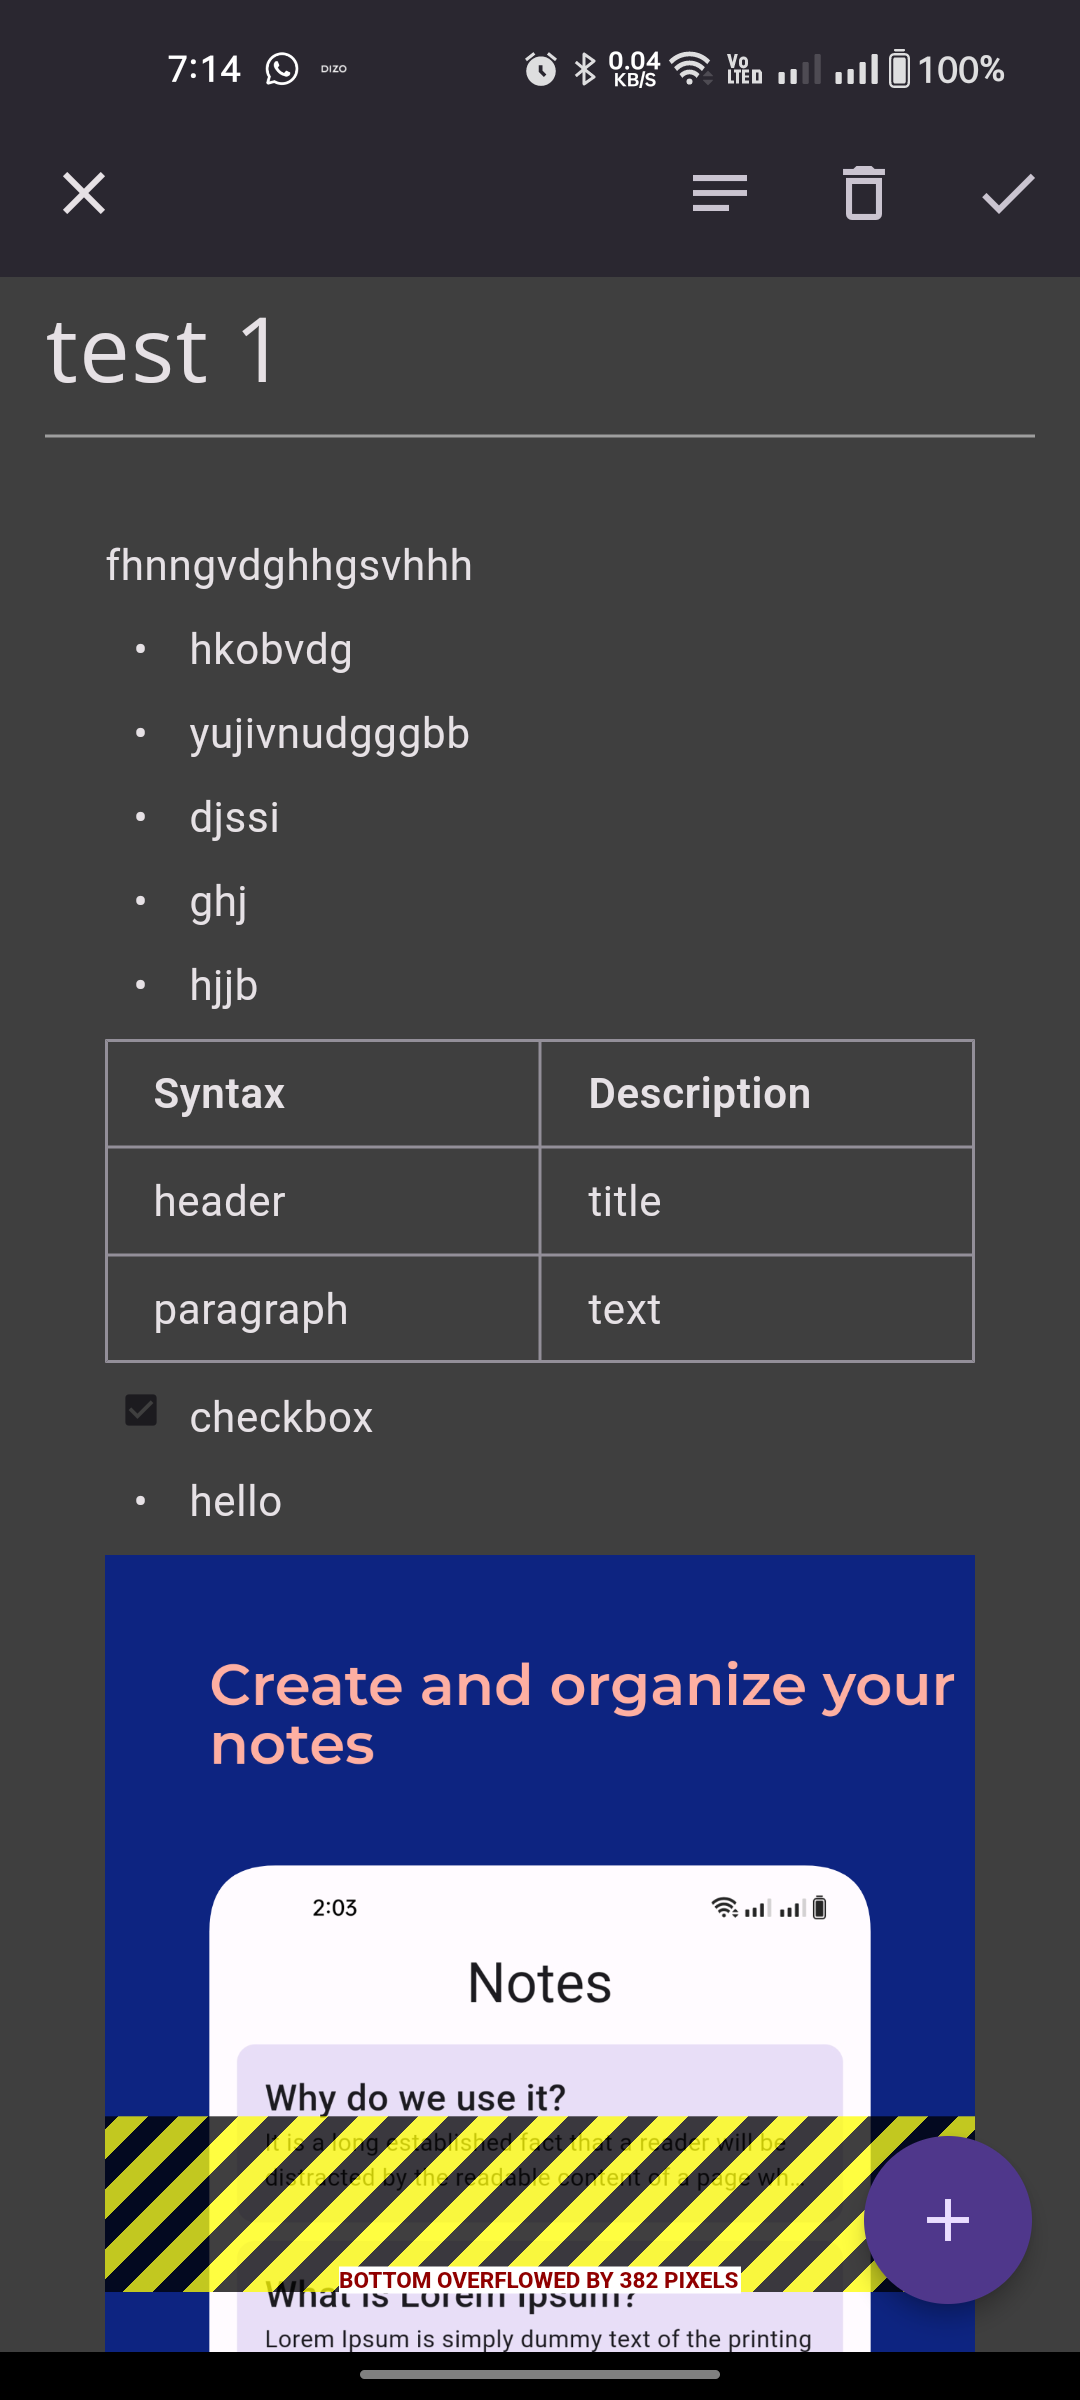 7:14 DIZO 0.04 KB/S Vo LTED 100%
test 1
fhnngvdghhgsvhhh
• hkobvdg
• yujivnudgggbb
• djssi
• ghj
• hjjb
Syntax Description
header title
paragraph text
checkbox
• hello
Create and organize your
notes
2:03
Notes
Why do we use it?
It is a long established fact that a reader will be
distracted by the readable content of a page wh...
BOTTOM OVERFLOWED BY 382 PIXELS
What is Lorem Ipsum?
Lorem Ipsum is simply dummy text of the printing